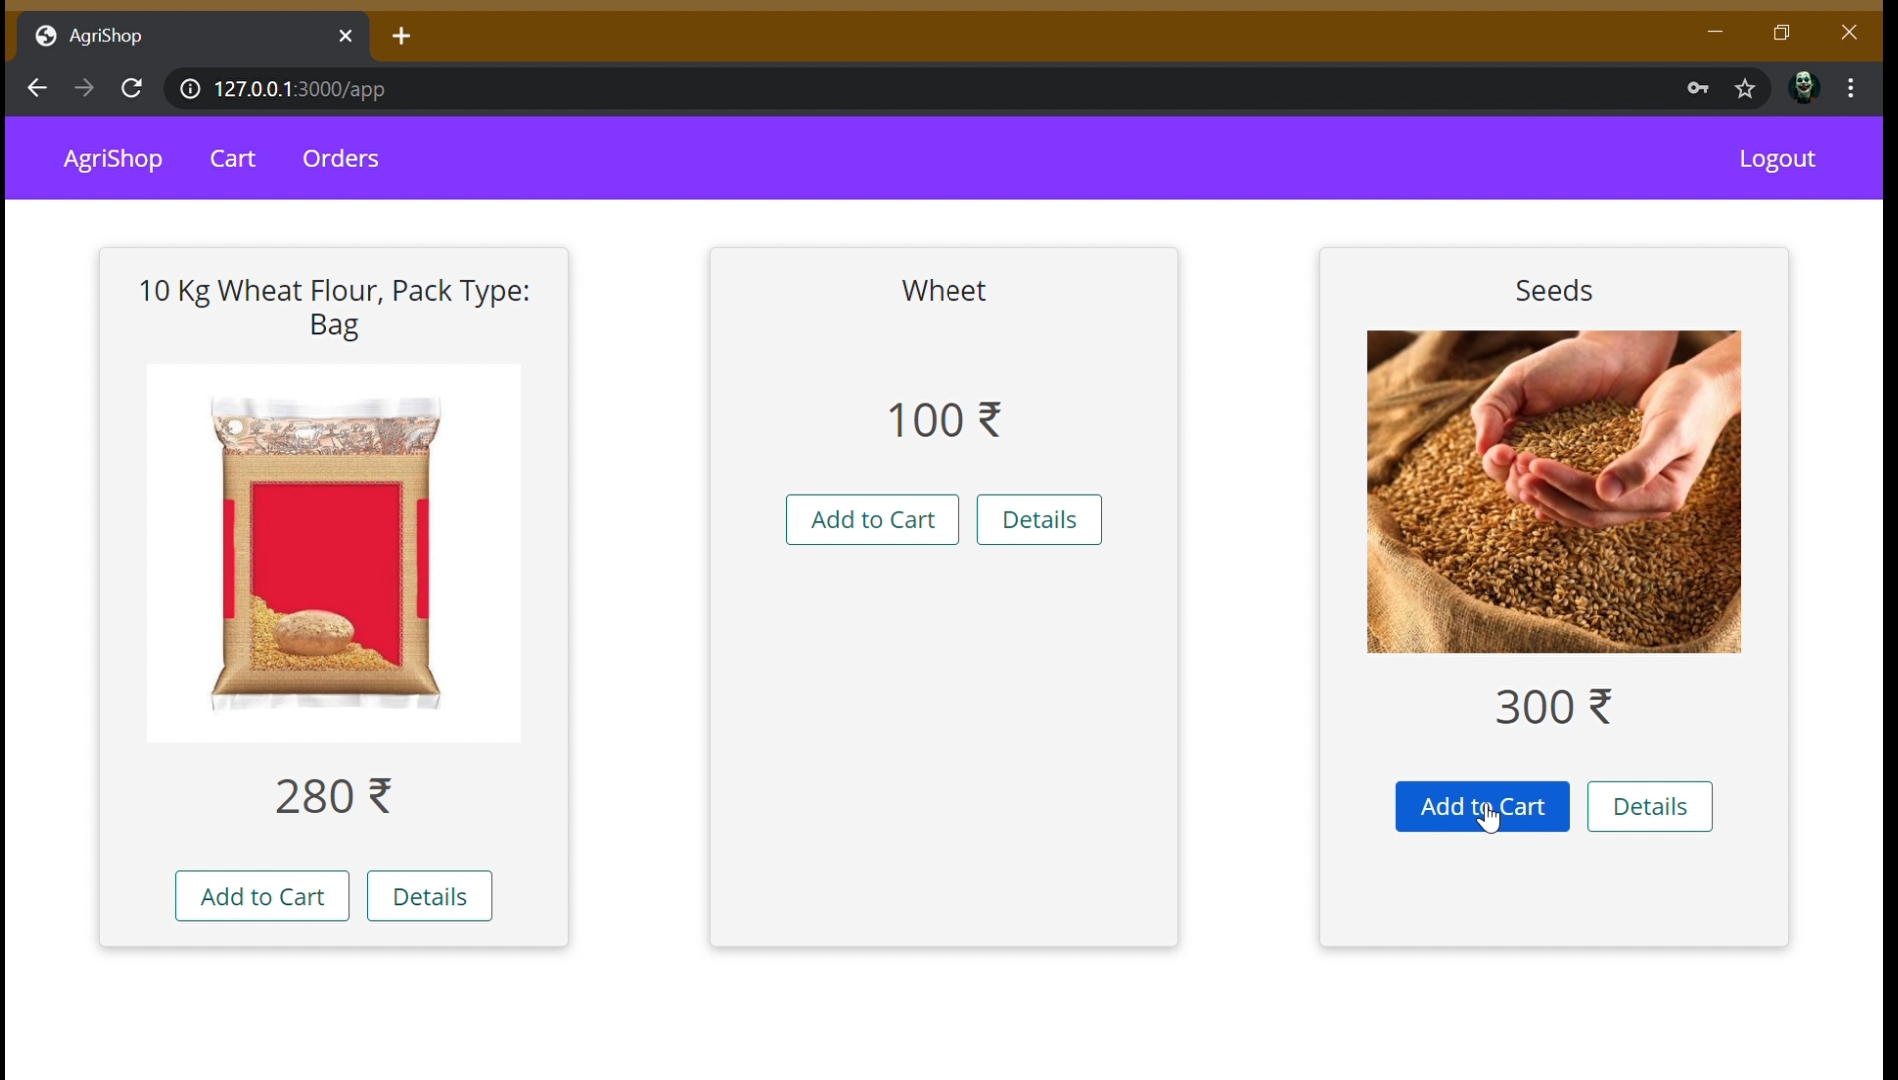 AgriShop
127.0.0.1:3000/app
AgriShop Cart Orders Logout
10 Kg Wheat Flour, Pack Type:
Bag
280 ₹
Add to Cart Details
Wheet
100 ₹
Add to Cart Details
Seeds
300 ₹
Add to Cart Details